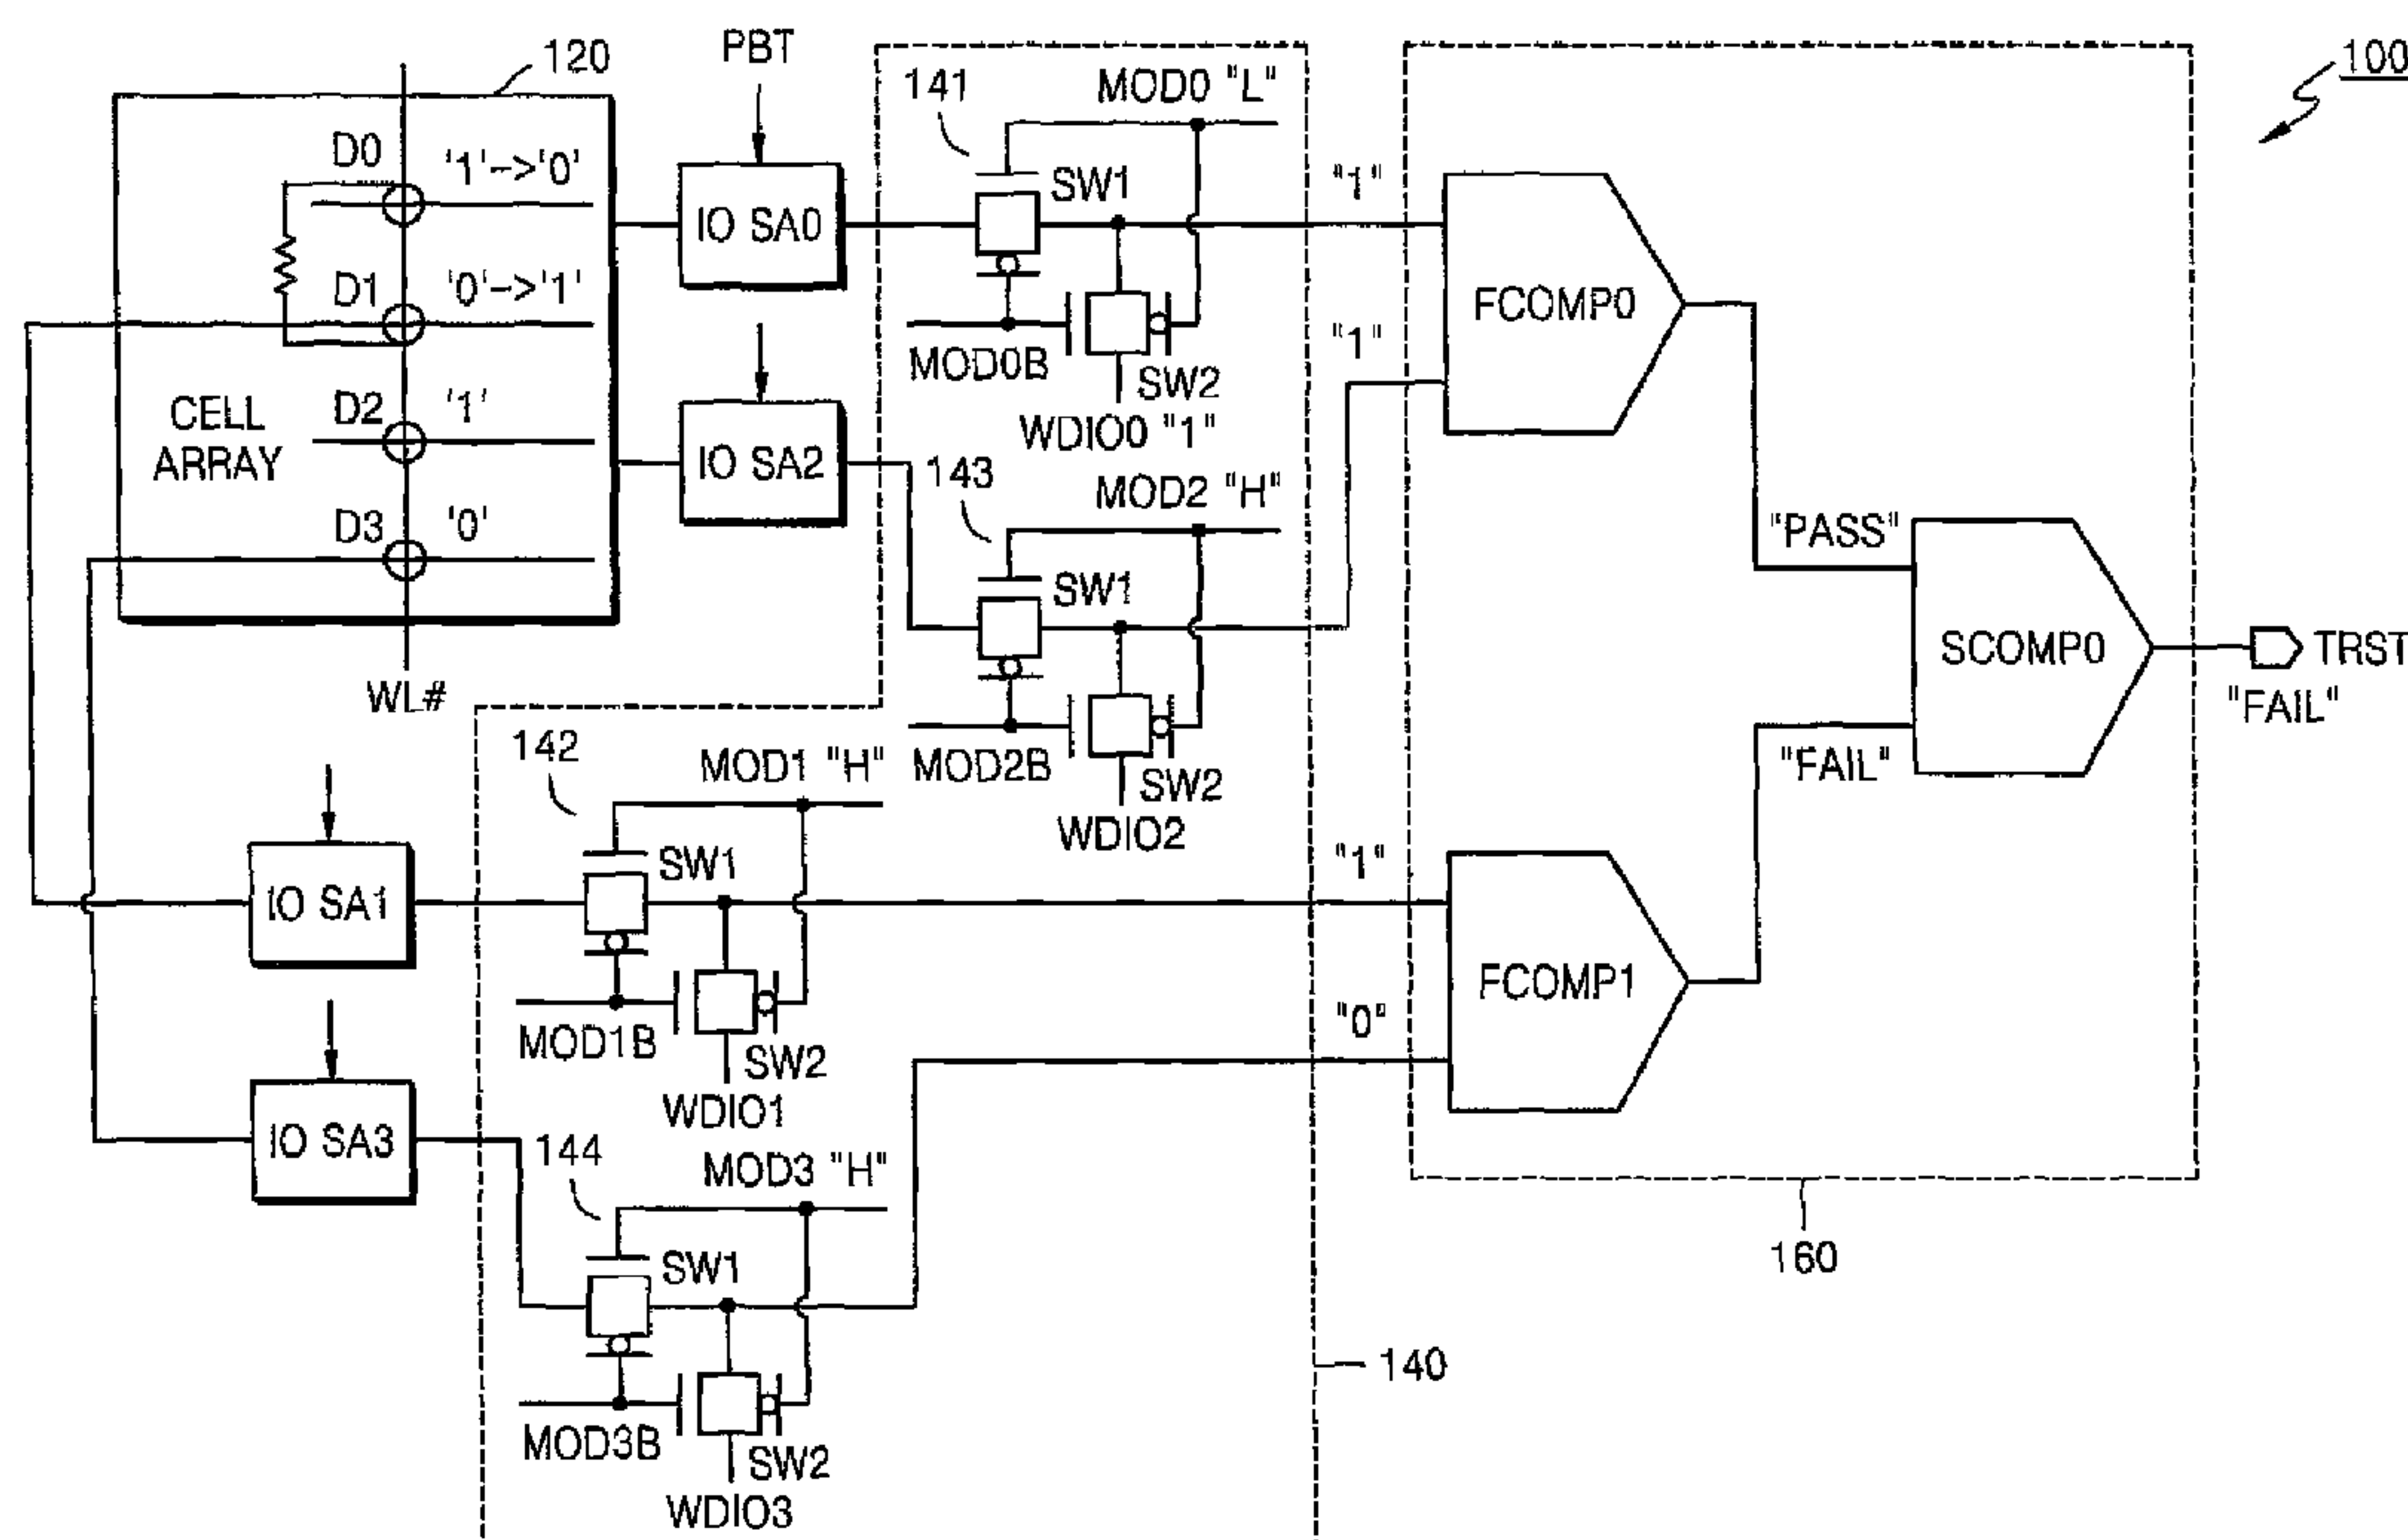 100
120
PBT
141
MOD0 "L"
D0
'1'->'0'
IO SA0
SW1
"1"
D1
'0'->'1'
FCOMP0
MOD0B
SW2
WDIO0 "1"
"1"
CELL
ARRAY
D2
'1'
IO SA2
143
MOD2 "H"
D3
'0'
SW1
"PASS"
WL#
SCOMP0
TRST
"FAIL"
142
MOD1 "H"
MOD2B
SW2
WDIO2
"FAIL"
IO SA1
SW1
"1"
FCOMP1
MOD1B
SW2
WDIO1
"0"
IO SA3
144
MOD3 "H"
SW1
160
140
MOD3B
SW2
WDIO3